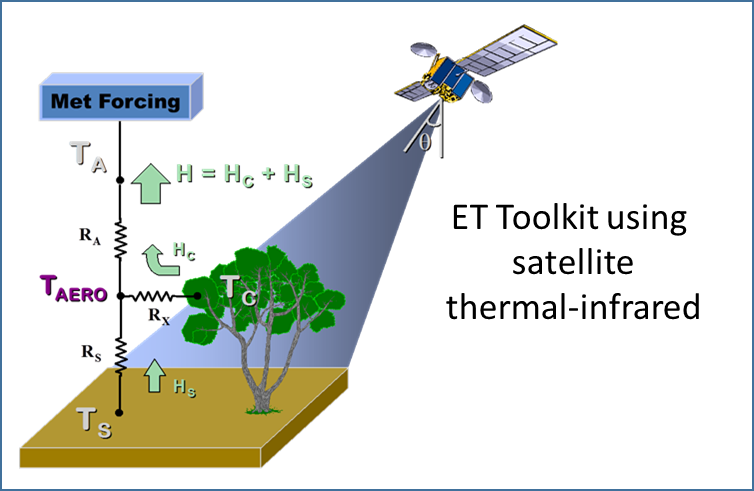 Met Forcing
θ
T_A
H = H_C + H_S
R_A
H_C
T_AERO
R_X
T_C
R_S
H_S
T_S
ET Toolkit using
satellite
thermal-infrared